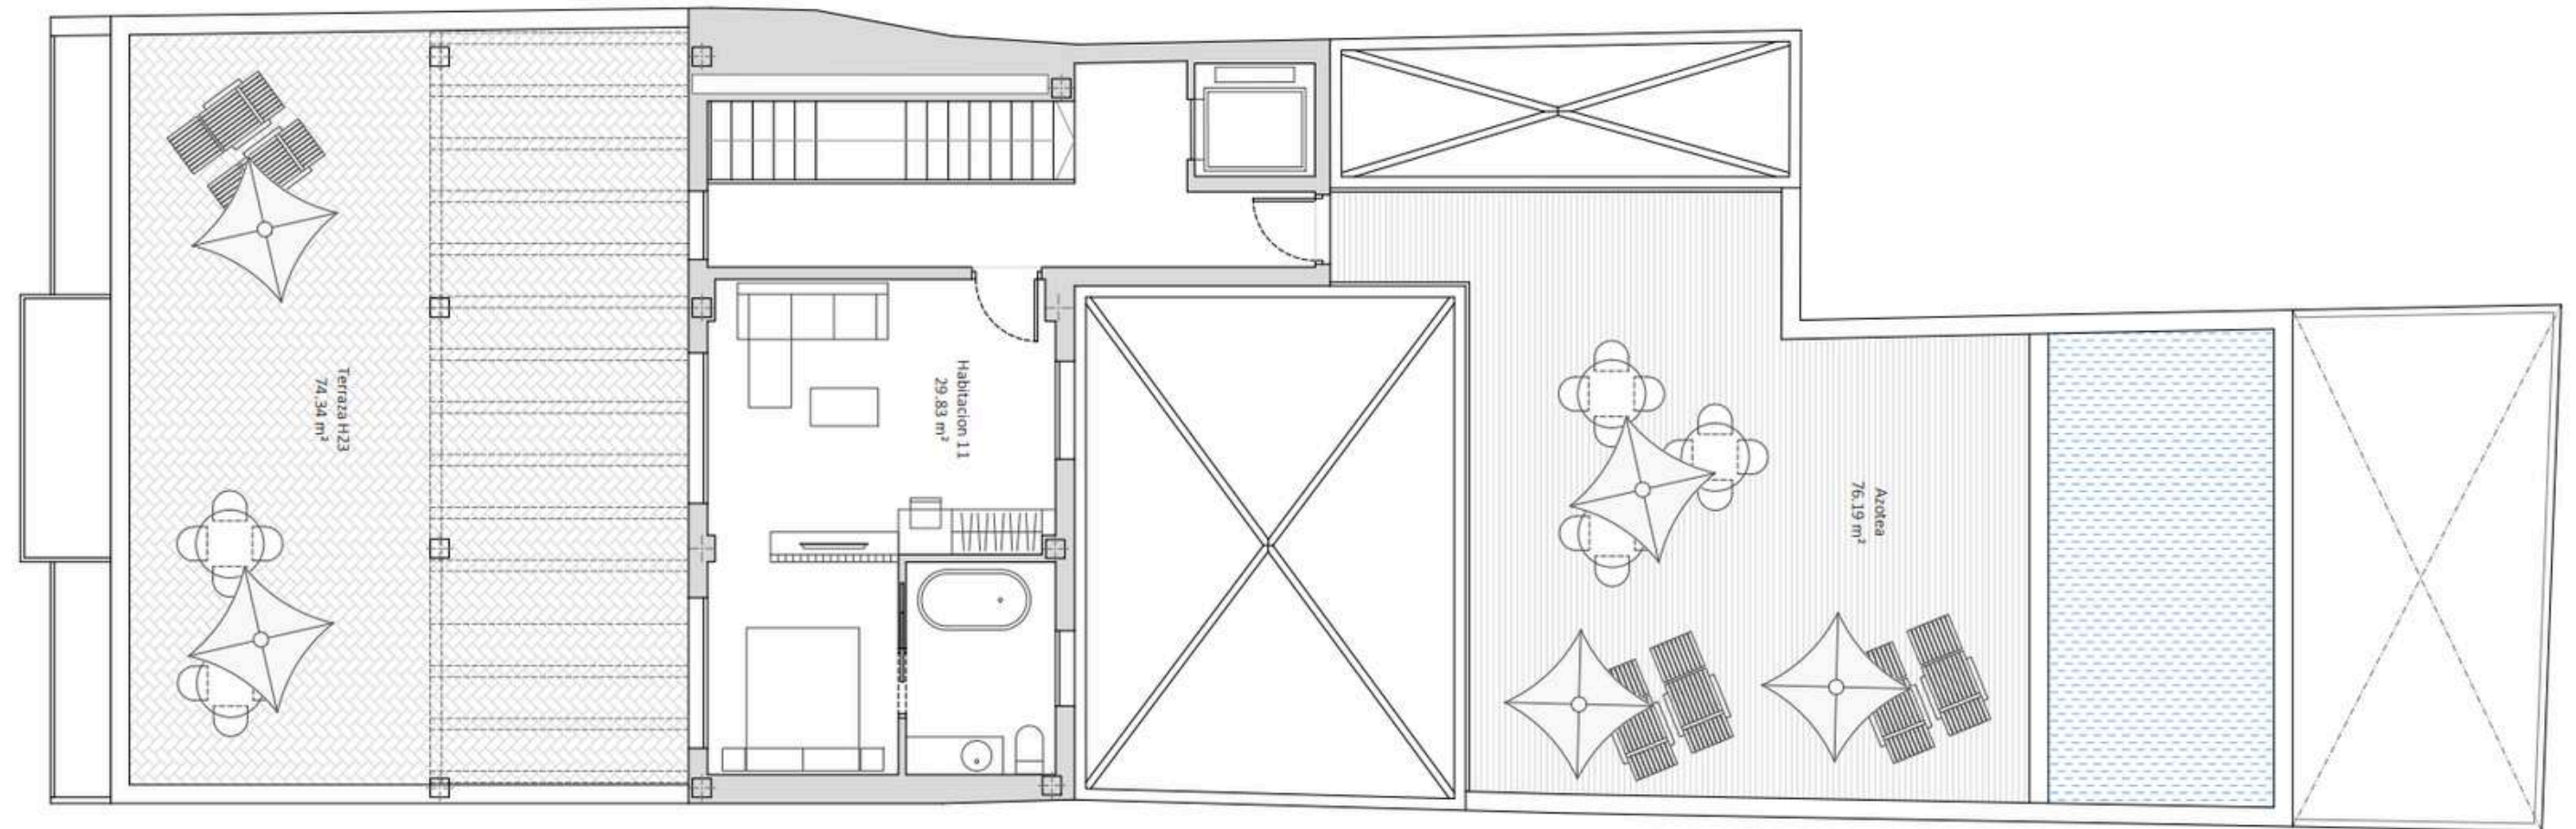 Terraza H23
74.34 m²
Habitacion 11
29.83 m²
Azotea
76.19 m²